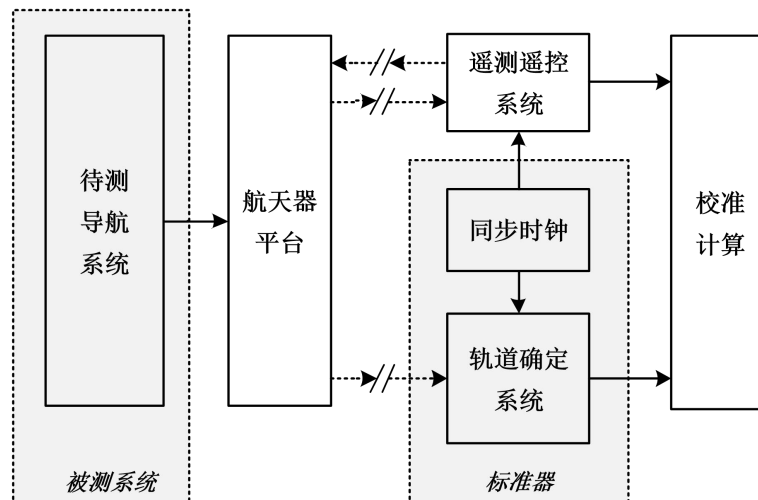 待测
导航
系统
航天器
平台
遥测遥控
系统
同步时钟
轨道确定
系统
校准
计算
被测系统
标准器